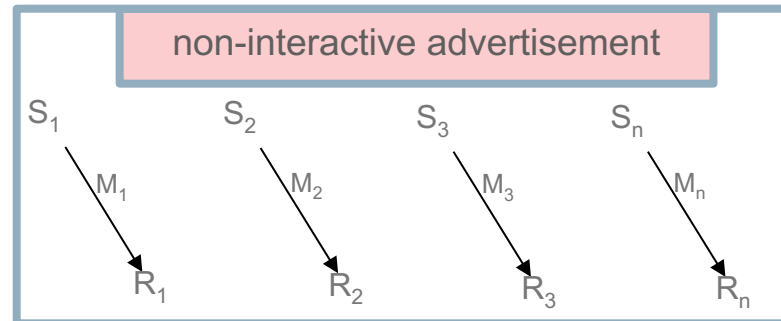 non-interactive advertisement
S₁ S₂ S₃ Sₙ
M₁ M₂ M₃ Mₙ
R₁ R₂ R₃ Rₙ